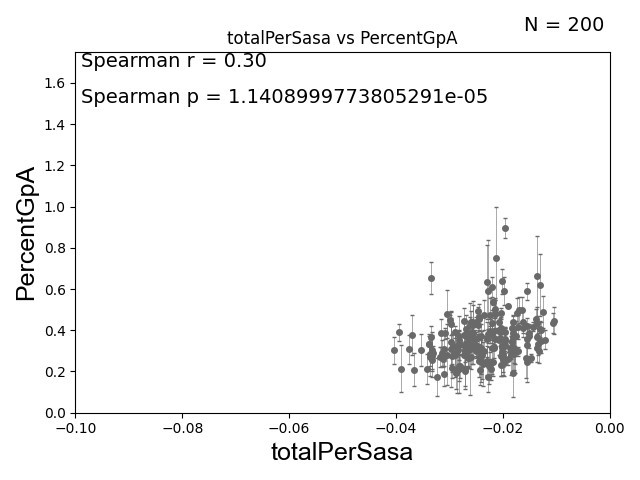 N = 200
totalPerSasa vs PercentGpA
Spearman r = 0.30
Spearman p = 1.1408999773805291e-05
PercentGpA
1.6
1.4
1.2
1.0
0.8
0.6
0.4
0.2
0.0
−0.10 −0.08 −0.06 −0.04 −0.02 0.00
totalPerSasa